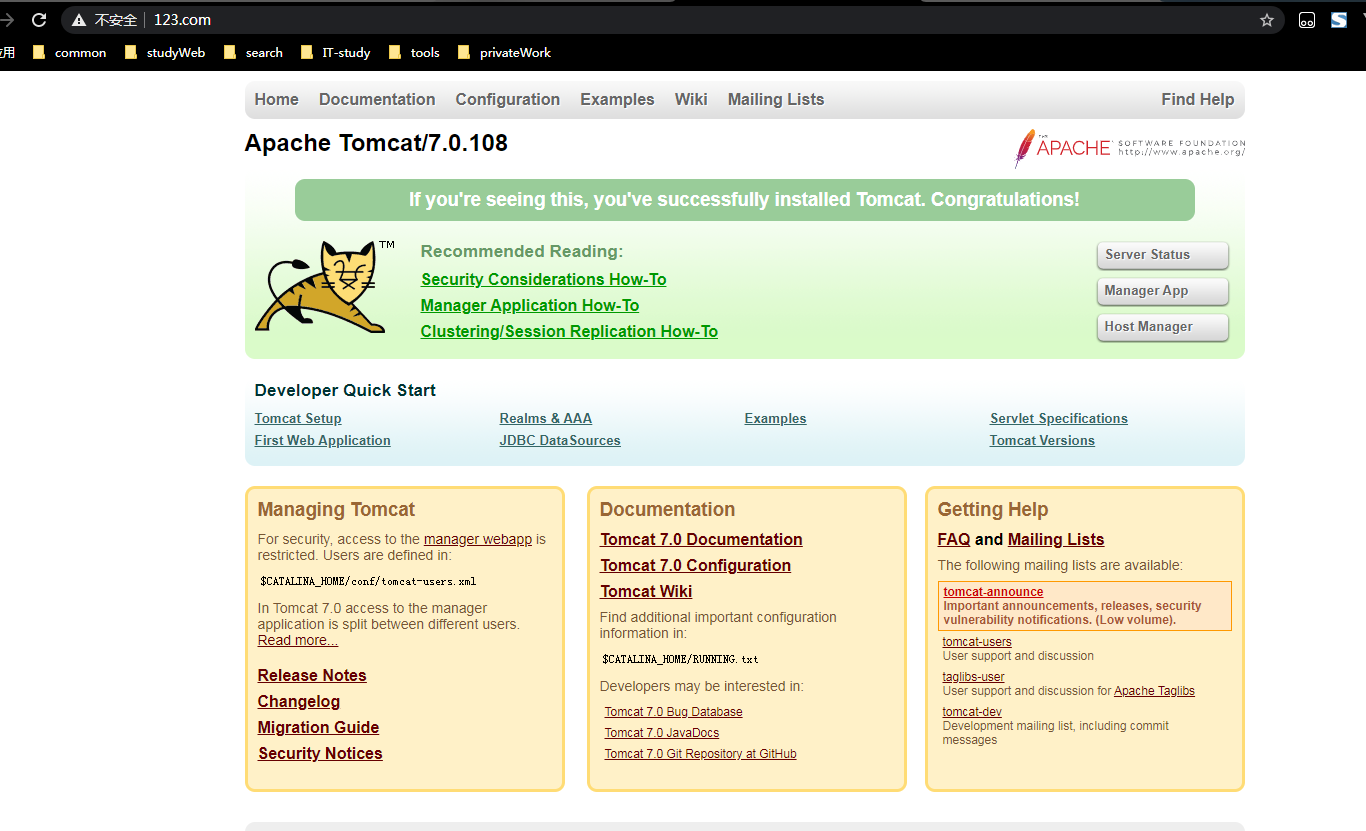 不安全 123.com
用 common studyWeb search IT-study tools privateWork
Home Documentation Configuration Examples Wiki Mailing Lists Find Help
Apache Tomcat/7.0.108
THE APACHE SOFTWARE FOUNDATION
http://www.apache.org/
If you're seeing this, you've successfully installed Tomcat. Congratulations!
TM
Recommended Reading:
Security Considerations How-To
Manager Application How-To
Clustering/Session Replication How-To
Server Status
Manager App
Host Manager
Developer Quick Start
Tomcat Setup
First Web Application
Realms & AAA
JDBC DataSources
Examples
Servlet Specifications
Tomcat Versions
Managing Tomcat
For security, access to the manager webapp is
restricted. Users are defined in:
$CATALINA_HOME/conf/tomcat-users.xml
In Tomcat 7.0 access to the manager
application is split between different users.
Read more...
Release Notes
Changelog
Migration Guide
Security Notices
Documentation
Tomcat 7.0 Documentation
Tomcat 7.0 Configuration
Tomcat Wiki
Find additional important configuration
information in:
$CATALINA_HOME/RUNNING.txt
Developers may be interested in:
Tomcat 7.0 Bug Database
Tomcat 7.0 JavaDocs
Tomcat 7.0 Git Repository at GitHub
Getting Help
FAQ and Mailing Lists
The following mailing lists are available:
tomcat-announce
Important announcements, releases, security
vulnerability notifications. (Low volume).
tomcat-users
User support and discussion
taglibs-user
User support and discussion for Apache Taglibs
tomcat-dev
Development mailing list, including commit
messages